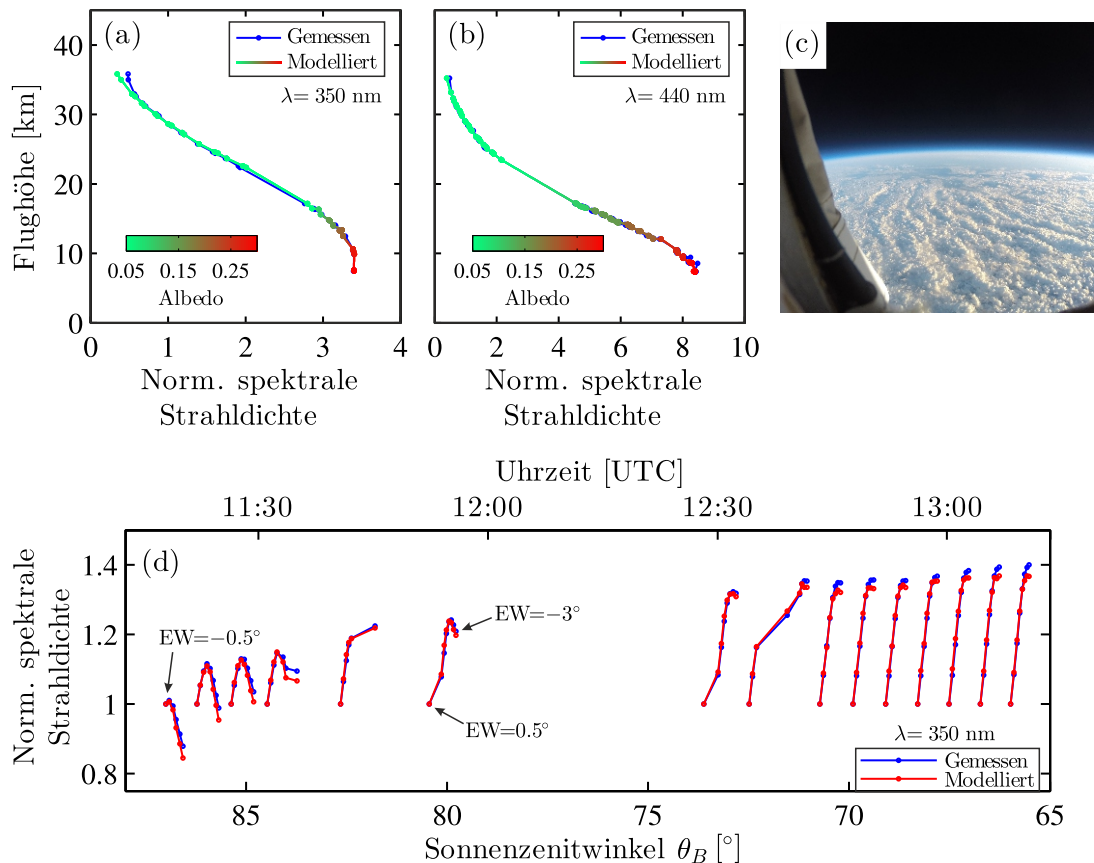 (a)
Gemessen
Modelliert
λ= 350 nm
Flughöhe [km]
40
30
20
10
0
0.05 0.15 0.25
Albedo
0 1 2 3 4
Norm. spektrale
Strahldichte
(b)
Gemessen
Modelliert
λ= 440 nm
0.05 0.15 0.25
Albedo
0 2 4 6 8 10
Norm. spektrale
Strahldichte
(c)
Uhrzeit [UTC]
11:30 12:00 12:30 13:00
(d)
Norm. spektrale
Strahldichte
1.4
1.2
1
0.8
EW=−0.5°
EW=−3°
EW=0.5°
λ= 350 nm
Gemessen
Modelliert
85 80 75 70 65
Sonnenzenitwinkel θ_B [°]